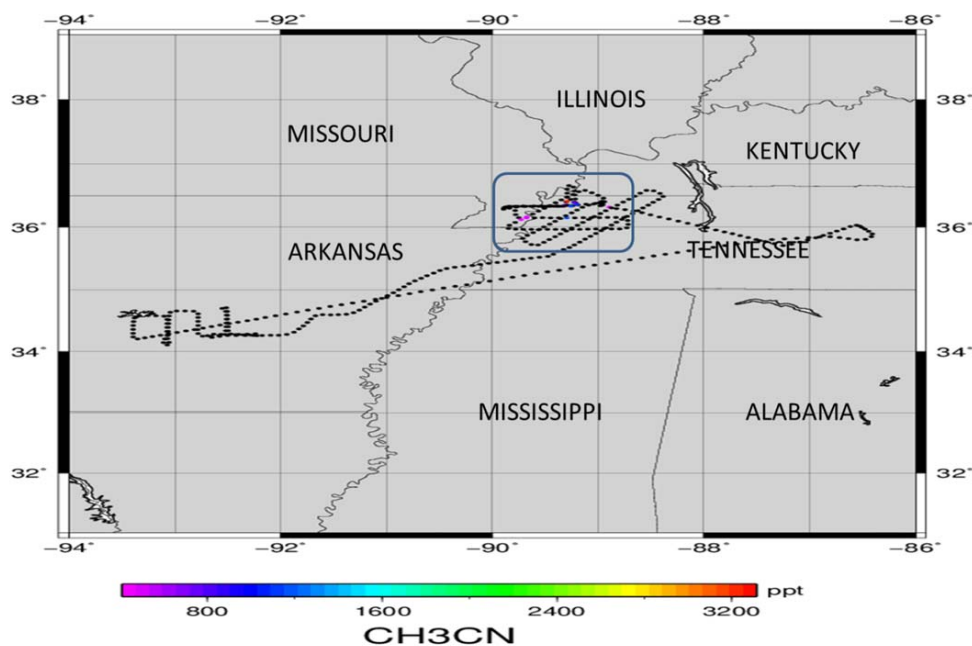 −94° −92° −90° −88° −86°
38° 38°
ILLINOIS
MISSOURI
KENTUCKY
36° 36°
ARKANSAS
TENNESSEE
34° 34°
MISSISSIPPI
ALABAMA
32° 32°
−94° −92° −90° −88° −86°
ppt
800 1600 2400 3200
CH3CN